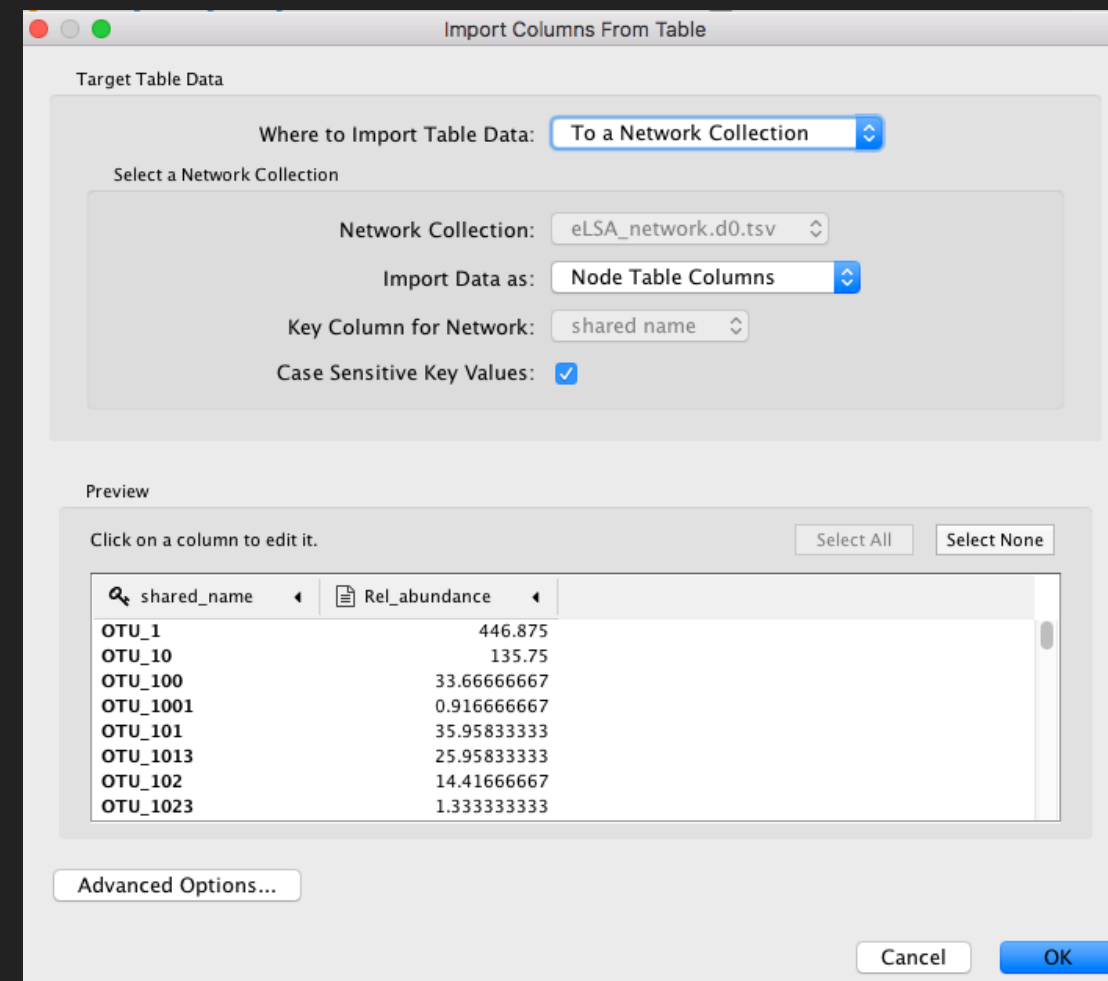 Import Columns From Table
Target Table Data
Where to Import Table Data: To a Network Collection
Select a Network Collection
Network Collection: eLSA_network.d0.tsv
Import Data as: Node Table Columns
Key Column for Network: shared name
Case Sensitive Key Values:
Preview
Click on a column to edit it. Select All Select None
shared_name Rel_abundance
OTU_1 446.875
OTU_10 135.75
OTU_100 33.66666667
OTU_1001 0.916666667
OTU_101 35.95833333
OTU_1013 25.95833333
OTU_102 14.41666667
OTU_1023 1.333333333
Advanced Options...
Cancel OK